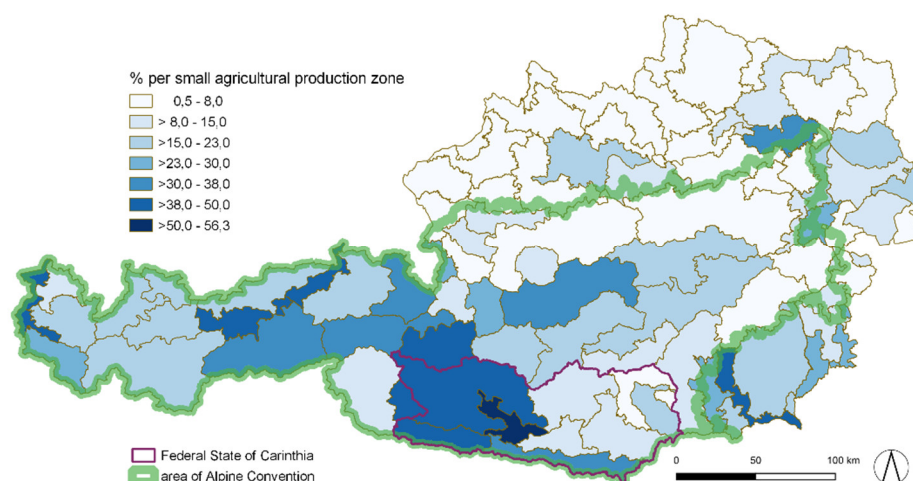 % per small agricultural production zone
0,5 - 8,0
> 8,0 - 15,0
>15,0 - 23,0
>23,0 - 30,0
>30,0 - 38,0
>38,0 - 50,0
>50,0 - 56,3
Federal State of Carinthia
area of Alpine Convention
0 50 100 km